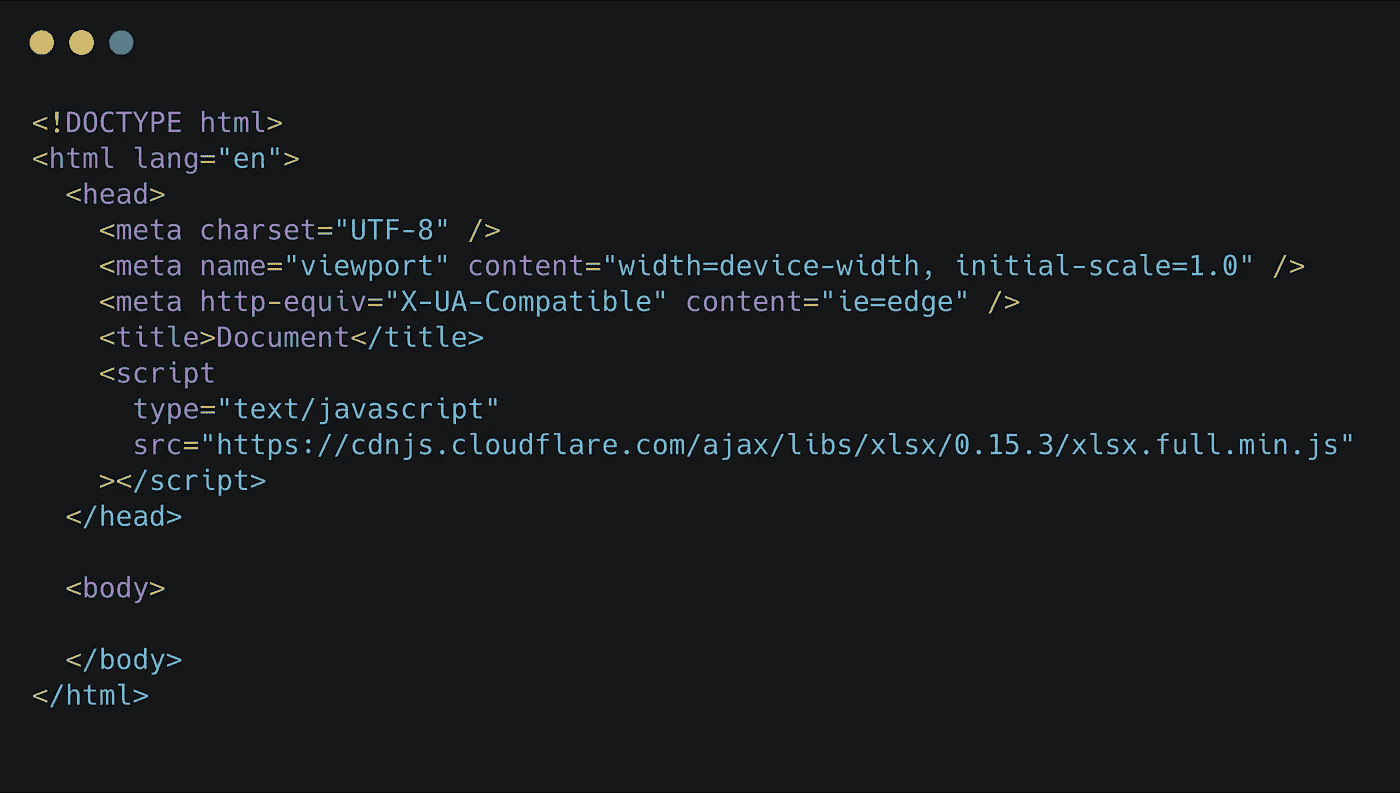 <!DOCTYPE html>
<html lang="en">
  <head>
    <meta charset="UTF-8" />
    <meta name="viewport" content="width=device-width, initial-scale=1.0" />
    <meta http-equiv="X-UA-Compatible" content="ie=edge" />
    <title>Document</title>
    <script
      type="text/javascript"
      src="https://cdnjs.cloudflare.com/ajax/libs/xlsx/0.15.3/xlsx.full.min.js"
    ></script>
  </head>

  <body>

  </body>
</html>